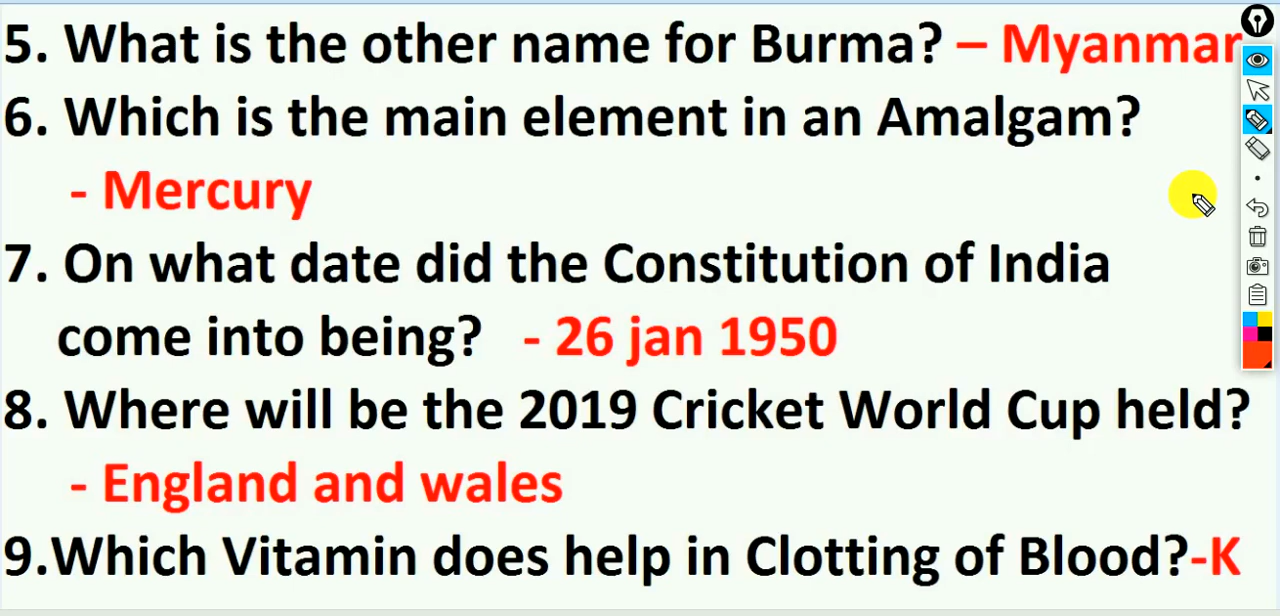 5. What is the other name for Burma? – Myanmar
6. Which is the main element in an Amalgam?
- Mercury
7. On what date did the Constitution of India
come into being? - 26 jan 1950
8. Where will be the 2019 Cricket World Cup held?
- England and wales
9.Which Vitamin does help in Clotting of Blood?-K